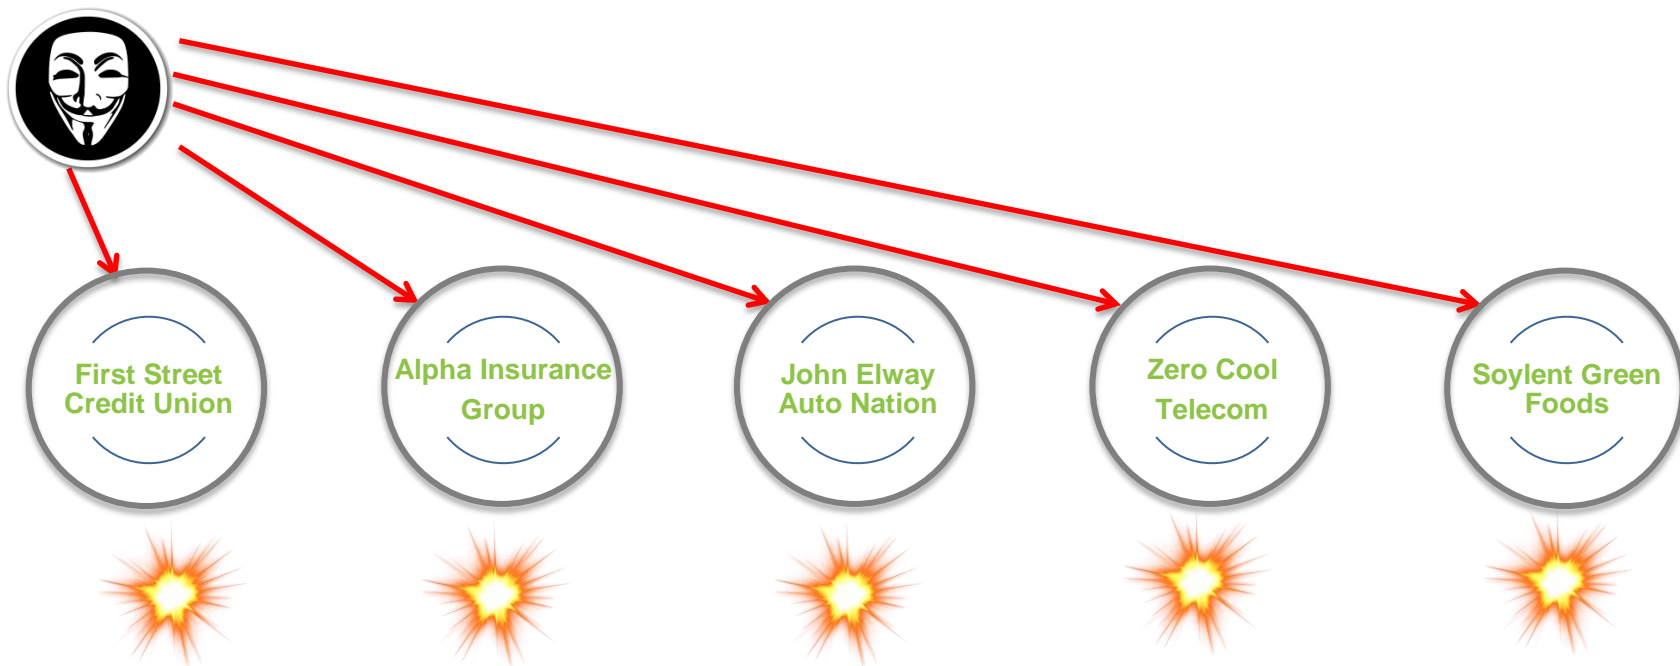 First Street
Credit Union
Alpha Insurance
Group
John Elway
Auto Nation
Zero Cool
Telecom
Soylent Green
Foods